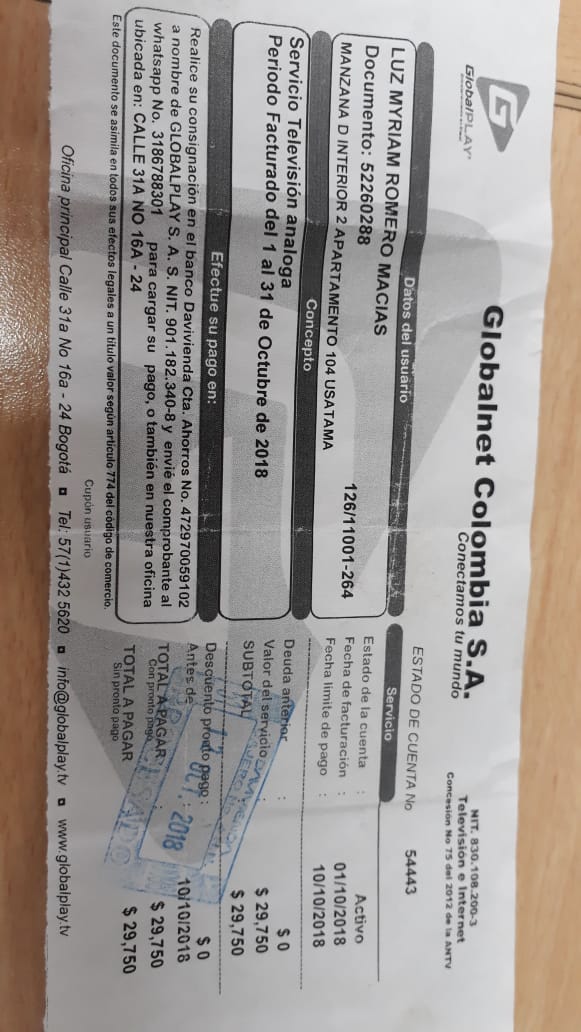 GlobalPLAY
Globalnet Colombia S.A.
Conectamos tu mundo
NIT. 830.108.200-3
Televisión e Internet
Concesión No 75 del 2012 de la ANTV
Datos del usuario
LUZ MYRIAM ROMERO MACIAS
Documento: 52260288
MANZANA D INTERIOR 2 APARTAMENTO 104 USATAMA
126/11001-264
ESTADO DE CUENTA No 54443
Servicio
Estado de la cuenta : Activo
Fecha de facturación : 01/10/2018
Fecha limite de pago : 10/10/2018
Concepto
Servicio Televisión analoga
Periodo Facturado del 1 al 31 de Octubre de 2018
Deuda anterior : $ 0
Valor del servicio : $ 29,750
SUBTOTAL $ 29,750
Efectue su pago en:
Realice su consignación en el banco Davivienda Cta. Ahorros No. 472970059102
a nombre de GLOBALPLAY S. A. S. NIT. 901.182.340-8 y envié el comprobante al
whatsapp No. 3186788301 para cargar su pago, o también en nuestra oficina
ubicada en: CALLE 31A NO 16A - 24
Descuento pronto pago : $ 0
Antes de 10/10/2018
TOTAL A PAGAR $ 29,750
Con pronto pago
TOTAL A PAGAR $ 29,750
Sin pronto pago
OCT. 2018
Este documento se asimila en todos sus efectos legales a un titulo valor según articulo 774 del código de comercio.
Cupón usuario
Oficina principal Calle 31a No 16a - 24 Bogotá ◘ Tel: 57(1)432 5620 ◘ info@globalplay.tv ◘ www.globalplay.tv